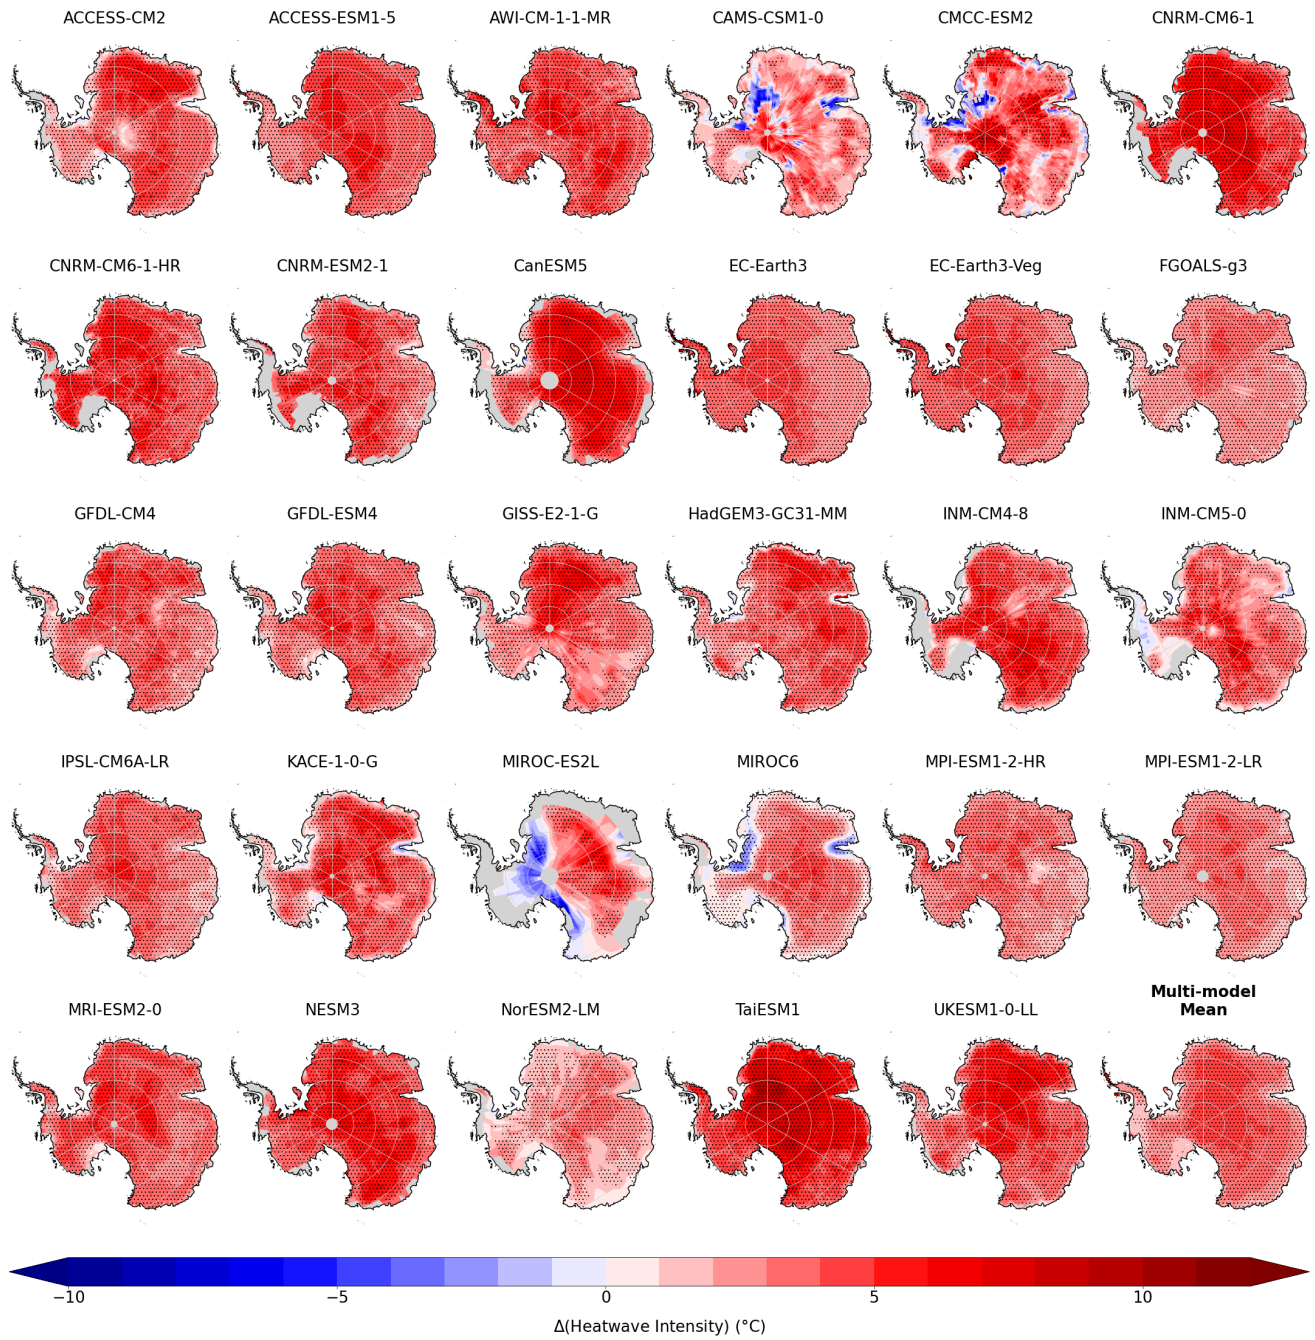 ACCESS-CM2
ACCESS-ESM1-5
AWI-CM-1-1-MR
CAMS-CSM1-0
CMCC-ESM2
CNRM-CM6-1
CNRM-CM6-1-HR
CNRM-ESM2-1
CanESM5
EC-Earth3
EC-Earth3-Veg
FGOALS-g3
GFDL-CM4
GFDL-ESM4
GISS-E2-1-G
HadGEM3-GC31-MM
INM-CM4-8
INM-CM5-0
IPSL-CM6A-LR
KACE-1-0-G
MIROC-ES2L
MIROC6
MPI-ESM1-2-HR
MPI-ESM1-2-LR
MRI-ESM2-0
NESM3
NorESM2-LM
TaiESM1
UKESM1-0-LL
Multi-model
Mean
−10
−5
0
5
10
Δ(Heatwave Intensity) (°C)